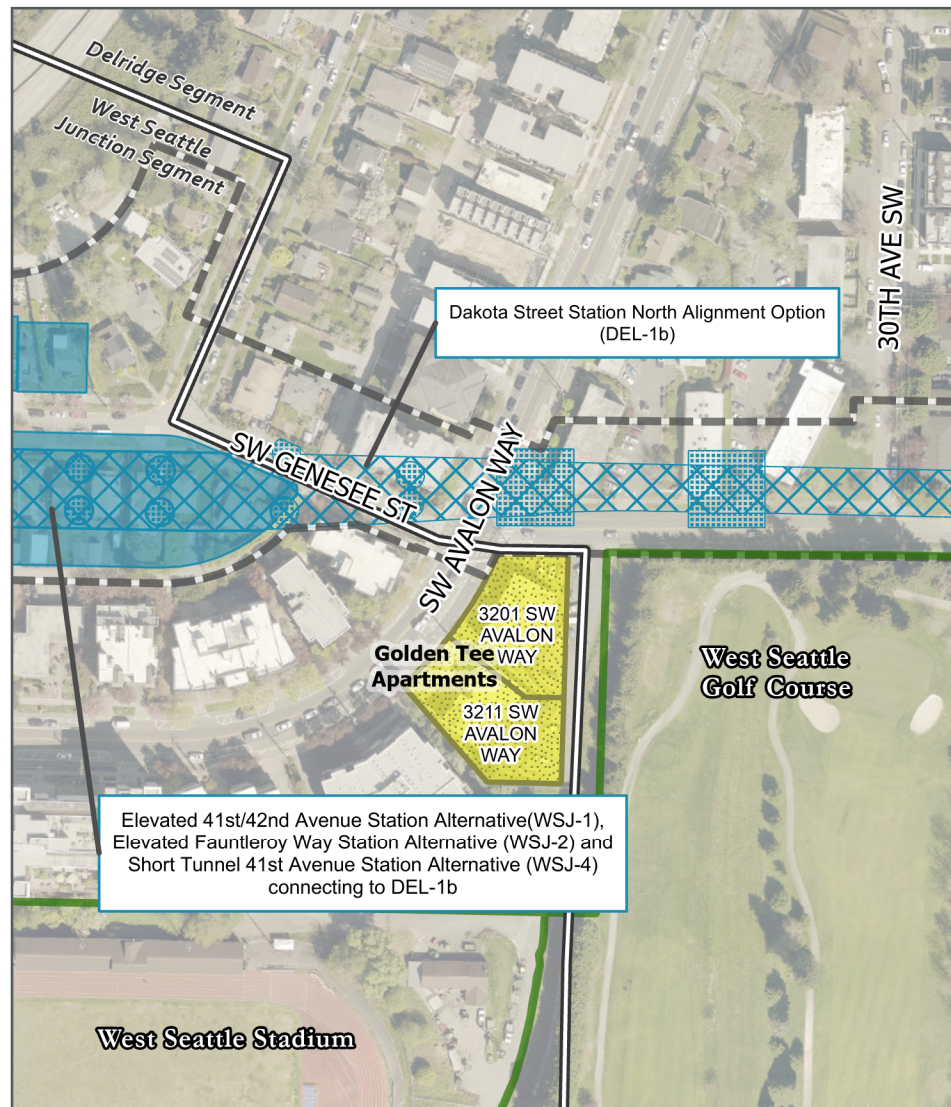 Delridge Segment
West Seattle
Junction Segment
30TH AVE SW
Dakota Street Station North Alignment Option
(DEL-1b)
SW GENESEE ST
SW AVALON WAY
3201 SW
AVALON
WAY
Golden Tee
Apartments
3211 SW
AVALON
WAY
West Seattle
Golf Course
Elevated 41st/42nd Avenue Station Alternative(WSJ-1),
Elevated Fauntleroy Way Station Alternative (WSJ-2) and
Short Tunnel 41st Avenue Station Alternative (WSJ-4)
connecting to DEL-1b
West Seattle Stadium